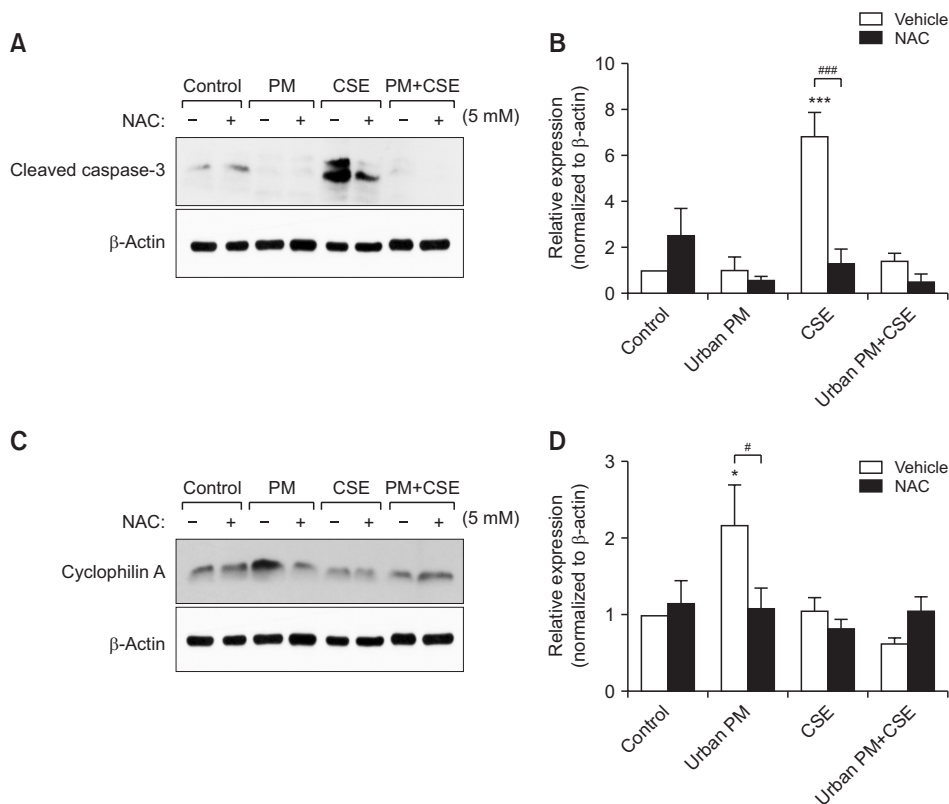 A
Control PM CSE PM+CSE
NAC: – + – + – + – + (5 mM)
Cleaved caspase-3
β-Actin
B
Vehicle
NAC
Relative expression
(normalized to β-actin)
10
8
6
4
2
0
###
***
Control
Urban PM
CSE
Urban PM+CSE
C
Control PM CSE PM+CSE
NAC: – + – + – + – + (5 mM)
Cyclophilin A
β-Actin
D
Vehicle
NAC
Relative expression
(normalized to β-actin)
3
2
1
0
#
*
Control
Urban PM
CSE
Urban PM+CSE